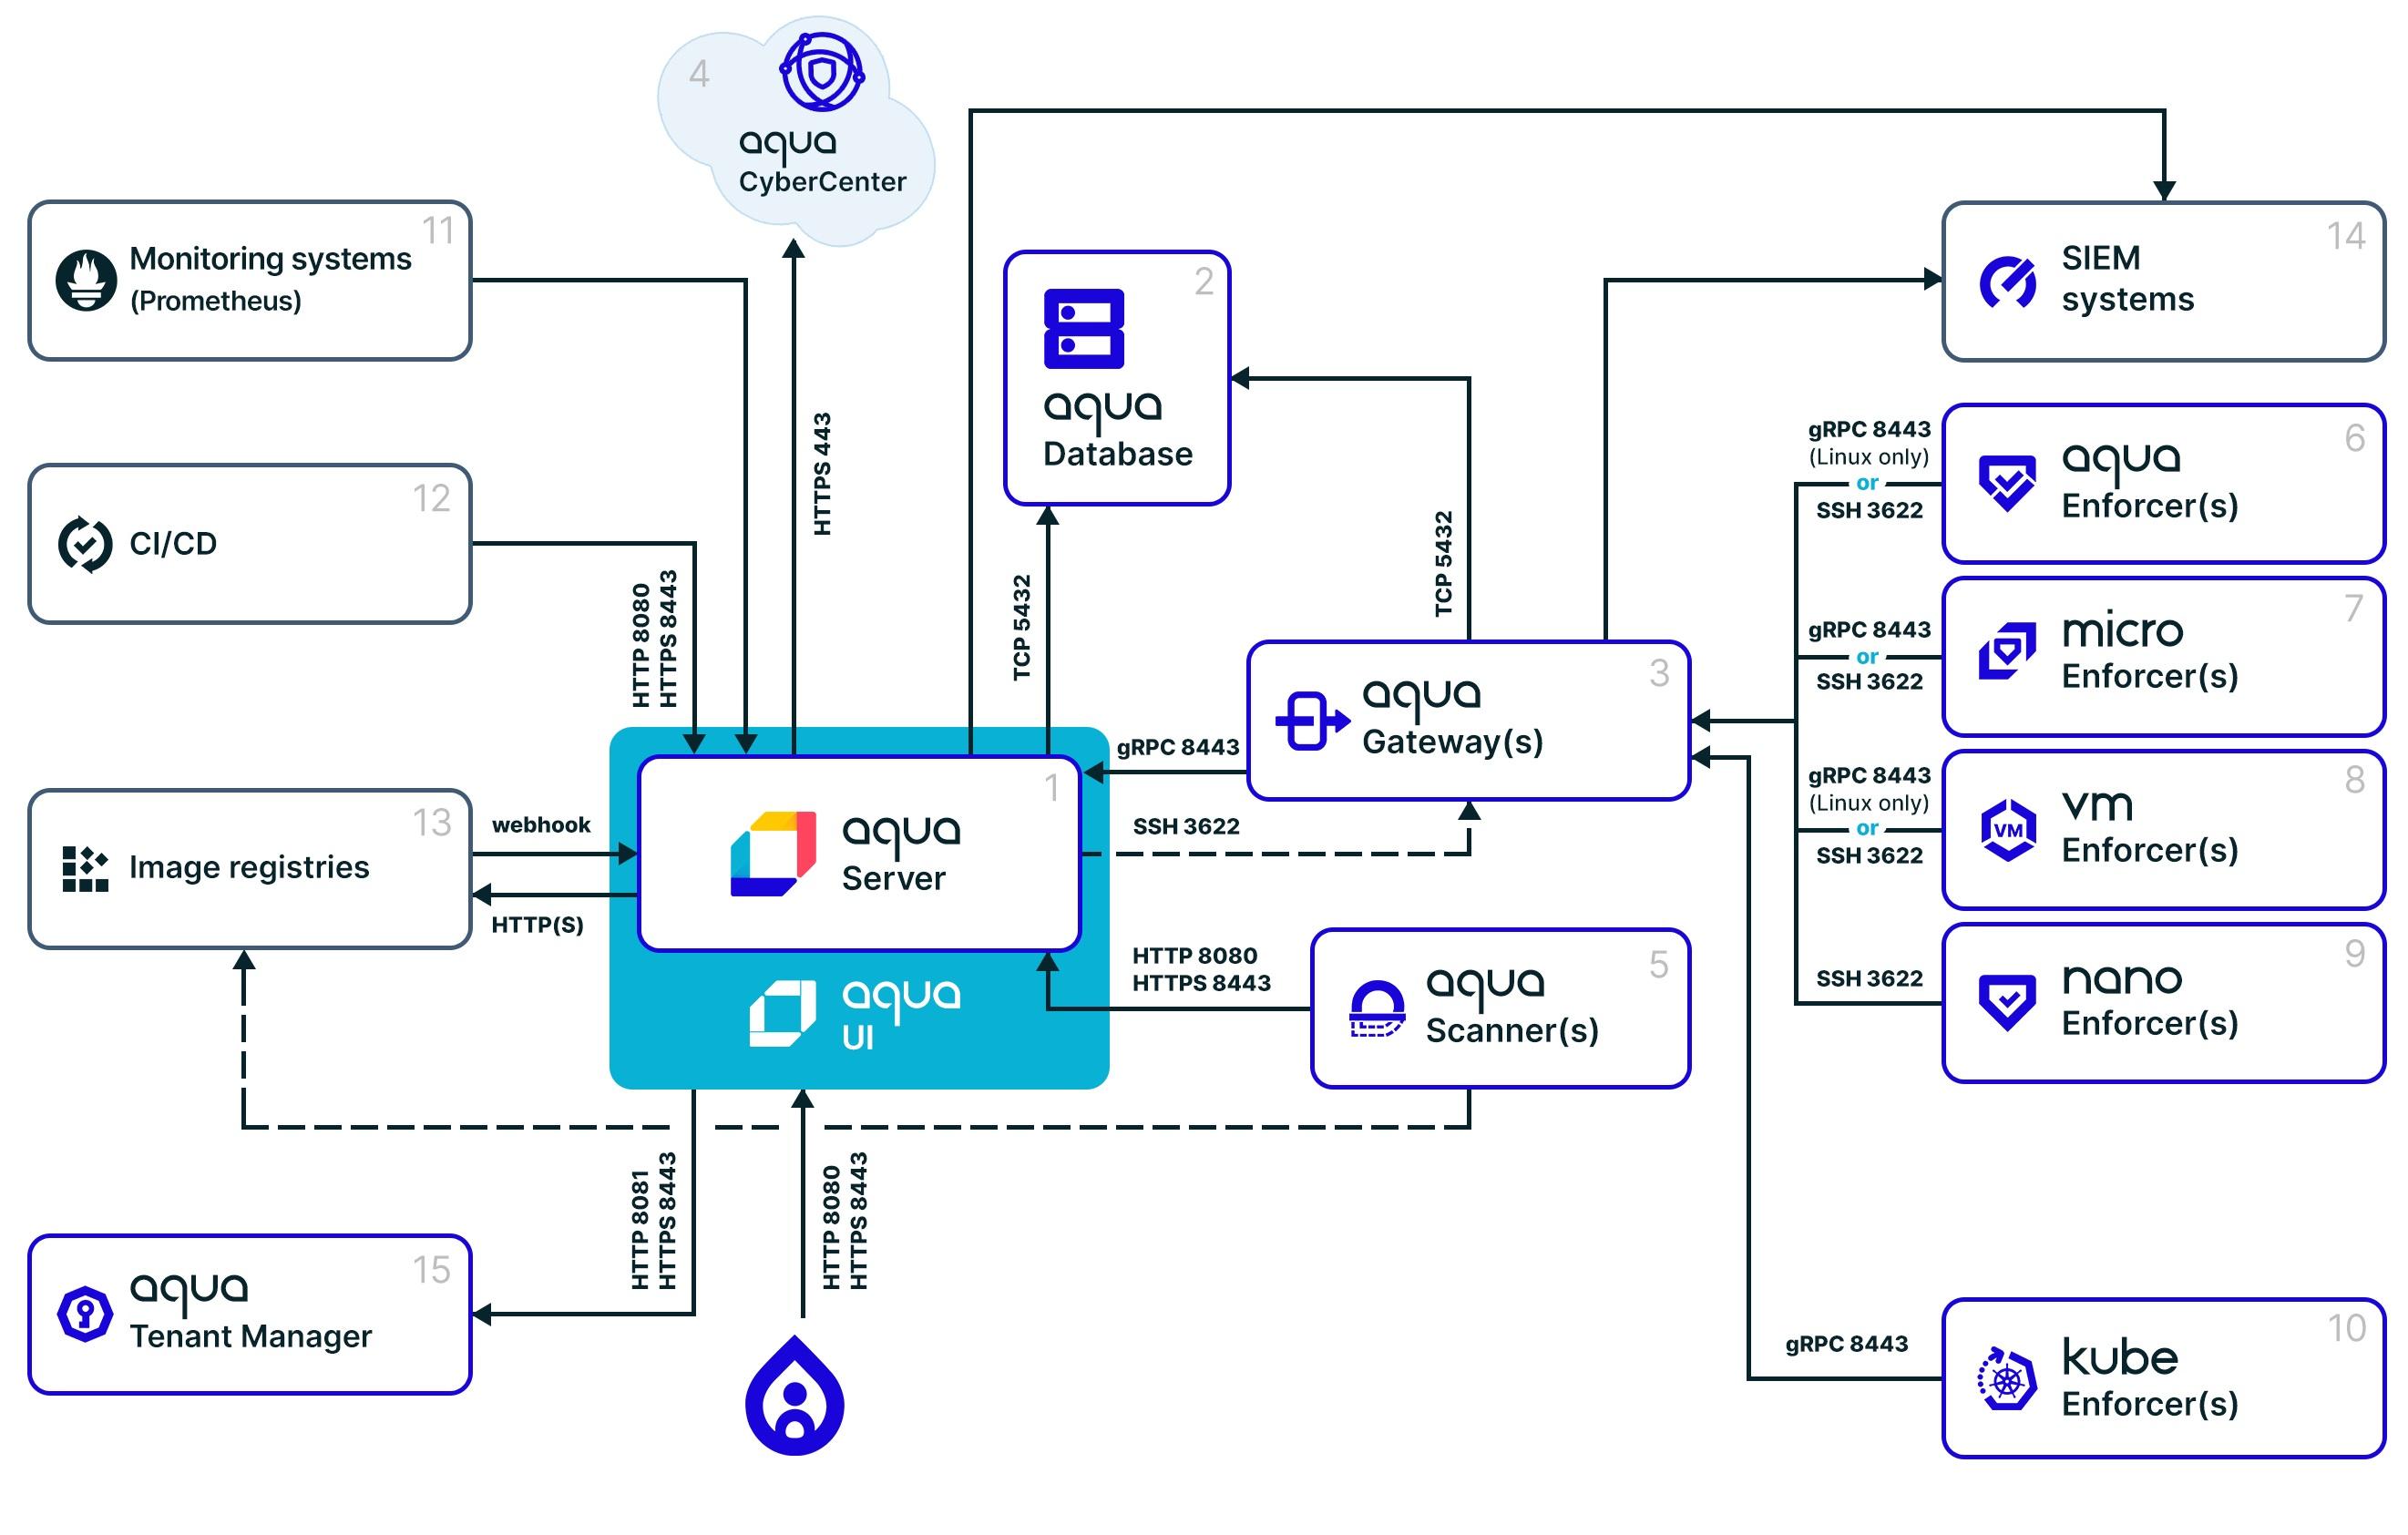 4
aqua
CyberCenter
11
Monitoring systems
(Prometheus)
14
SIEM
systems
2
aqua
Database
HTTPS 443
12
CI/CD
HTTP 8080
HTTPS 8443
TCP 5432
TCP 5432
gRPC 8443
(Linux only)
or
SSH 3622
6
aqua
Enforcer(s)
gRPC 8443
or
SSH 3622
7
micro
Enforcer(s)
3
aqua
Gateway(s)
gRPC 8443
SSH 3622
gRPC 8443
(Linux only)
or
SSH 3622
8
vm
VM
Enforcer(s)
13
Image registries
webhook
HTTP(S)
1
aqua
Server
aqua
UI
HTTP 8080
HTTPS 8443
5
aqua
Scanner(s)
SSH 3622
9
nano
Enforcer(s)
HTTP 8081
HTTPS 8443
HTTP 8080
HTTPS 8443
15
aqua
Tenant Manager
gRPC 8443
10
kube
Enforcer(s)